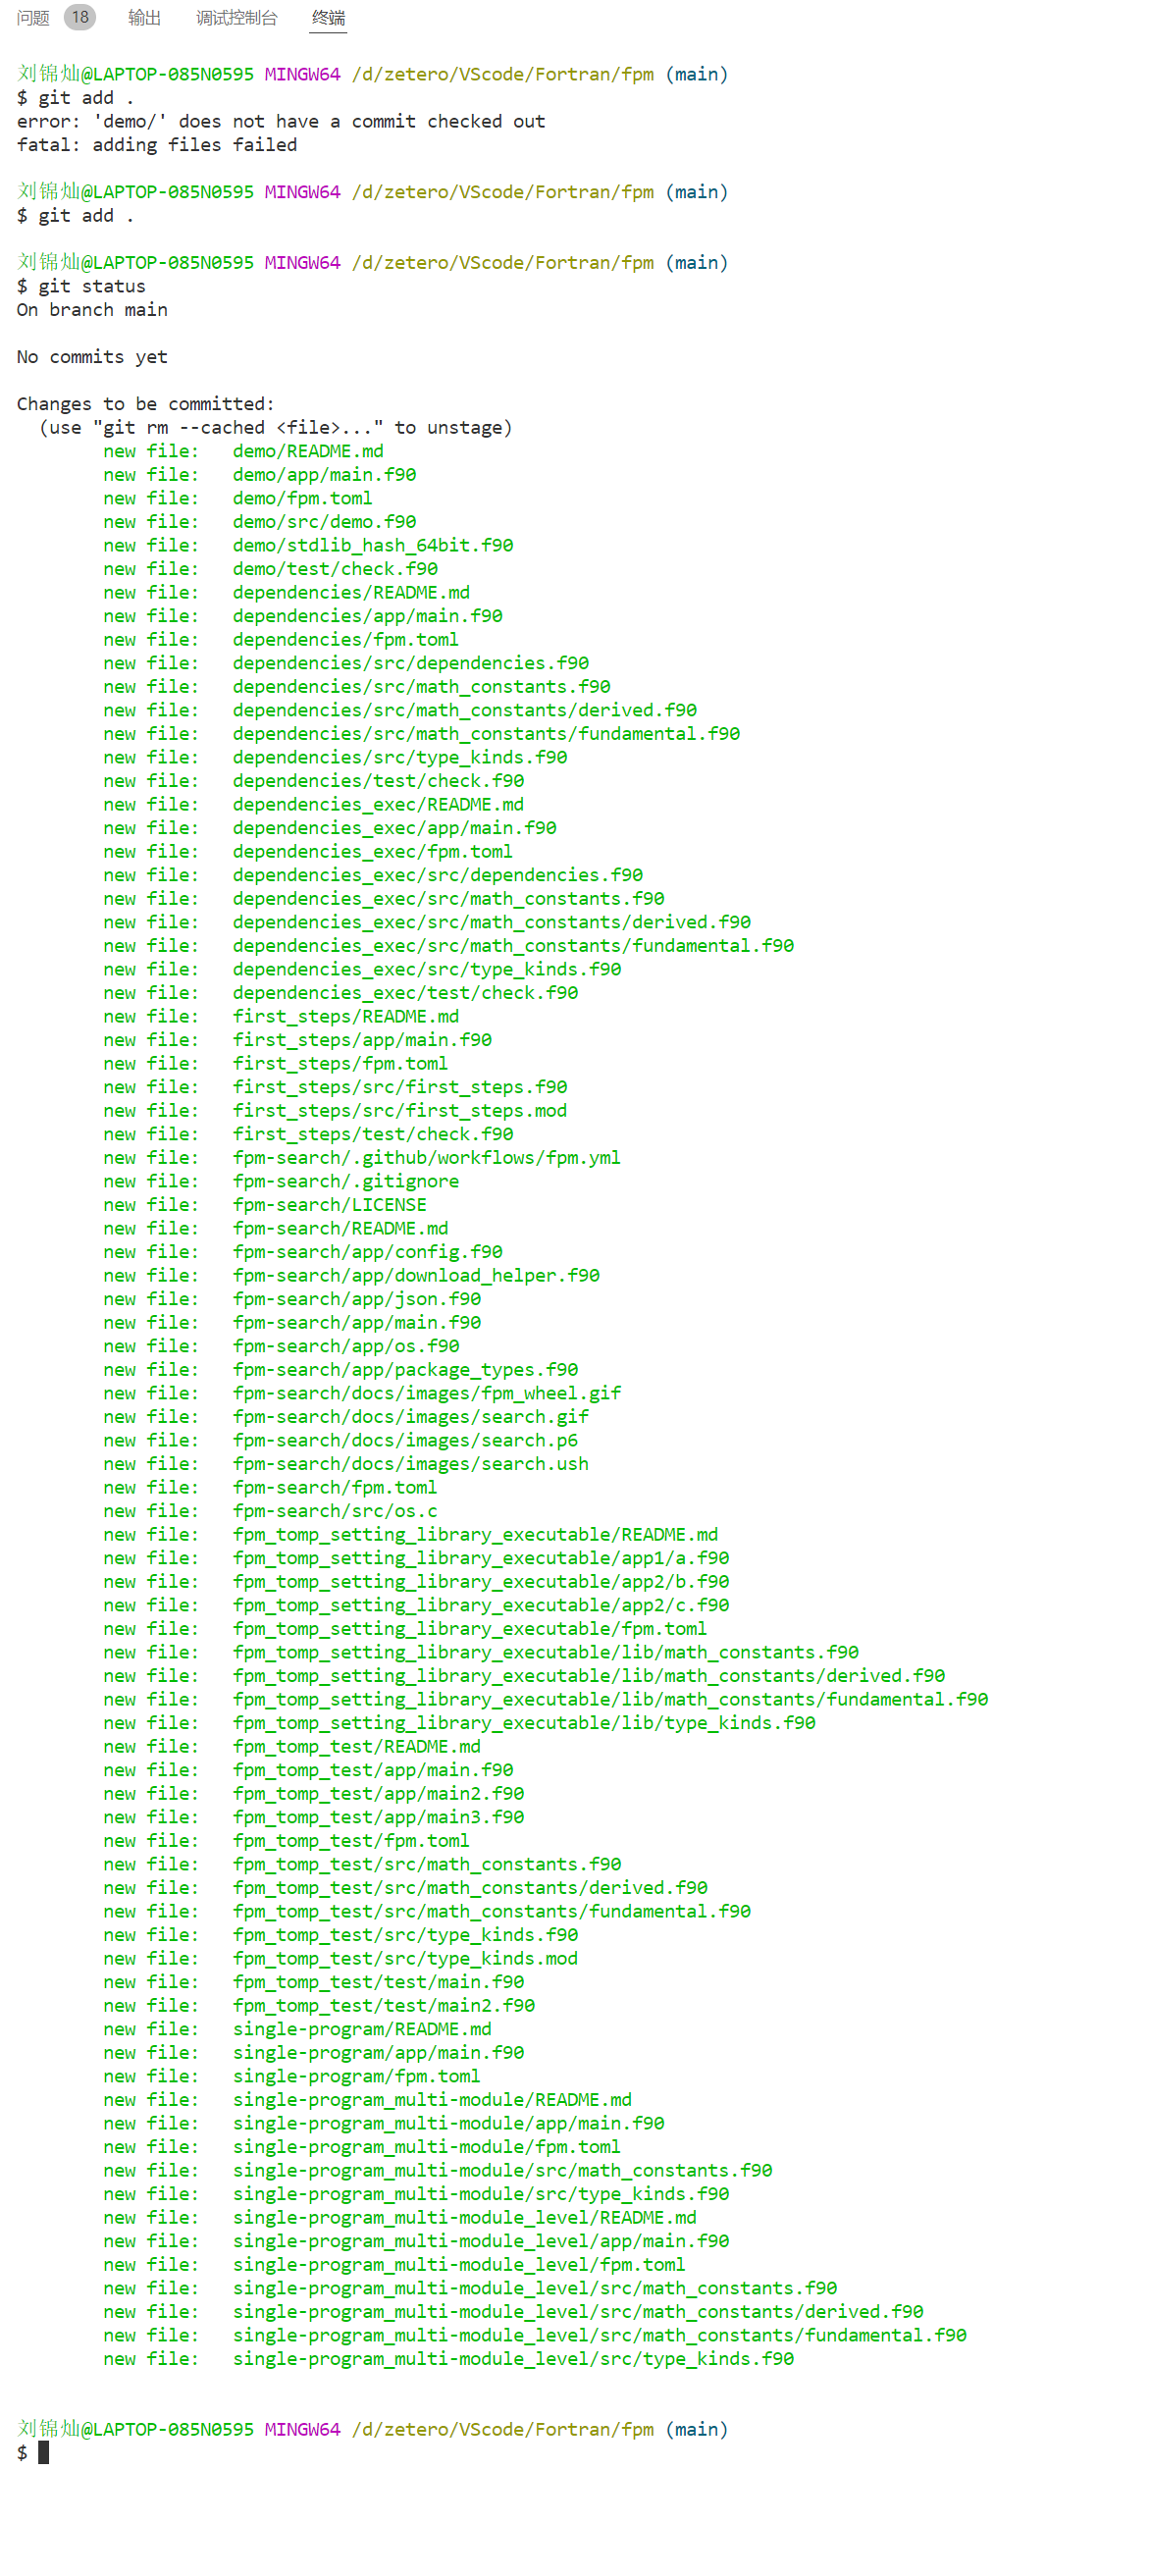 问题 18 输出 调试控制台 终端
刘锦灿@LAPTOP-085N0595 MINGW64 /d/zetero/VScode/Fortran/fpm (main)
$ git add .
error: 'demo/' does not have a commit checked out
fatal: adding files failed
刘锦灿@LAPTOP-085N0595 MINGW64 /d/zetero/VScode/Fortran/fpm (main)
$ git add .
刘锦灿@LAPTOP-085N0595 MINGW64 /d/zetero/VScode/Fortran/fpm (main)
$ git status
On branch main
No commits yet
Changes to be committed:
(use "git rm --cached <file>..." to unstage)
new file: demo/README.md
new file: demo/app/main.f90
new file: demo/fpm.toml
new file: demo/src/demo.f90
new file: demo/stdlib_hash_64bit.f90
new file: demo/test/check.f90
new file: dependencies/README.md
new file: dependencies/app/main.f90
new file: dependencies/fpm.toml
new file: dependencies/src/dependencies.f90
new file: dependencies/src/math_constants.f90
new file: dependencies/src/math_constants/derived.f90
new file: dependencies/src/math_constants/fundamental.f90
new file: dependencies/src/type_kinds.f90
new file: dependencies/test/check.f90
new file: dependencies_exec/README.md
new file: dependencies_exec/app/main.f90
new file: dependencies_exec/fpm.toml
new file: dependencies_exec/src/dependencies.f90
new file: dependencies_exec/src/math_constants.f90
new file: dependencies_exec/src/math_constants/derived.f90
new file: dependencies_exec/src/math_constants/fundamental.f90
new file: dependencies_exec/src/type_kinds.f90
new file: dependencies_exec/test/check.f90
new file: first_steps/README.md
new file: first_steps/app/main.f90
new file: first_steps/fpm.toml
new file: first_steps/src/first_steps.f90
new file: first_steps/src/first_steps.mod
new file: first_steps/test/check.f90
new file: fpm-search/.github/workflows/fpm.yml
new file: fpm-search/.gitignore
new file: fpm-search/LICENSE
new file: fpm-search/README.md
new file: fpm-search/app/config.f90
new file: fpm-search/app/download_helper.f90
new file: fpm-search/app/json.f90
new file: fpm-search/app/main.f90
new file: fpm-search/app/os.f90
new file: fpm-search/app/package_types.f90
new file: fpm-search/docs/images/fpm_wheel.gif
new file: fpm-search/docs/images/search.gif
new file: fpm-search/docs/images/search.p6
new file: fpm-search/docs/images/search.ush
new file: fpm-search/fpm.toml
new file: fpm-search/src/os.c
new file: fpm_tomp_setting_library_executable/README.md
new file: fpm_tomp_setting_library_executable/app1/a.f90
new file: fpm_tomp_setting_library_executable/app2/b.f90
new file: fpm_tomp_setting_library_executable/app2/c.f90
new file: fpm_tomp_setting_library_executable/fpm.toml
new file: fpm_tomp_setting_library_executable/lib/math_constants.f90
new file: fpm_tomp_setting_library_executable/lib/math_constants/derived.f90
new file: fpm_tomp_setting_library_executable/lib/math_constants/fundamental.f90
new file: fpm_tomp_setting_library_executable/lib/type_kinds.f90
new file: fpm_tomp_test/README.md
new file: fpm_tomp_test/app/main.f90
new file: fpm_tomp_test/app/main2.f90
new file: fpm_tomp_test/app/main3.f90
new file: fpm_tomp_test/fpm.toml
new file: fpm_tomp_test/src/math_constants.f90
new file: fpm_tomp_test/src/math_constants/derived.f90
new file: fpm_tomp_test/src/math_constants/fundamental.f90
new file: fpm_tomp_test/src/type_kinds.f90
new file: fpm_tomp_test/src/type_kinds.mod
new file: fpm_tomp_test/test/main.f90
new file: fpm_tomp_test/test/main2.f90
new file: single-program/README.md
new file: single-program/app/main.f90
new file: single-program/fpm.toml
new file: single-program_multi-module/README.md
new file: single-program_multi-module/app/main.f90
new file: single-program_multi-module/fpm.toml
new file: single-program_multi-module/src/math_constants.f90
new file: single-program_multi-module/src/type_kinds.f90
new file: single-program_multi-module_level/README.md
new file: single-program_multi-module_level/app/main.f90
new file: single-program_multi-module_level/fpm.toml
new file: single-program_multi-module_level/src/math_constants.f90
new file: single-program_multi-module_level/src/math_constants/derived.f90
new file: single-program_multi-module_level/src/math_constants/fundamental.f90
new file: single-program_multi-module_level/src/type_kinds.f90
刘锦灿@LAPTOP-085N0595 MINGW64 /d/zetero/VScode/Fortran/fpm (main)
$